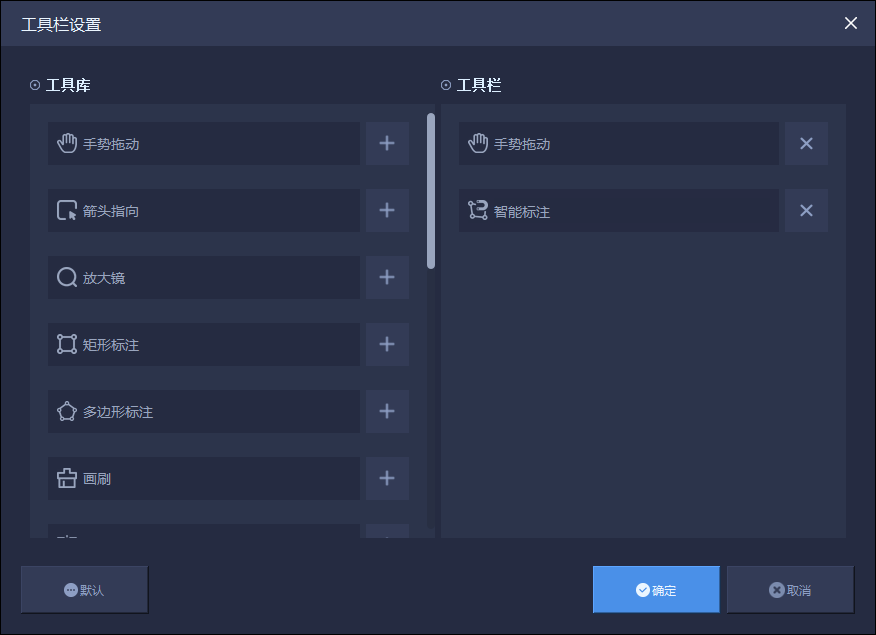 工具栏设置
工具库
手势拖动
箭头指向
放大镜
矩形标注
多边形标注
画刷
工具栏
手势拖动
智能标注
默认
确定
取消